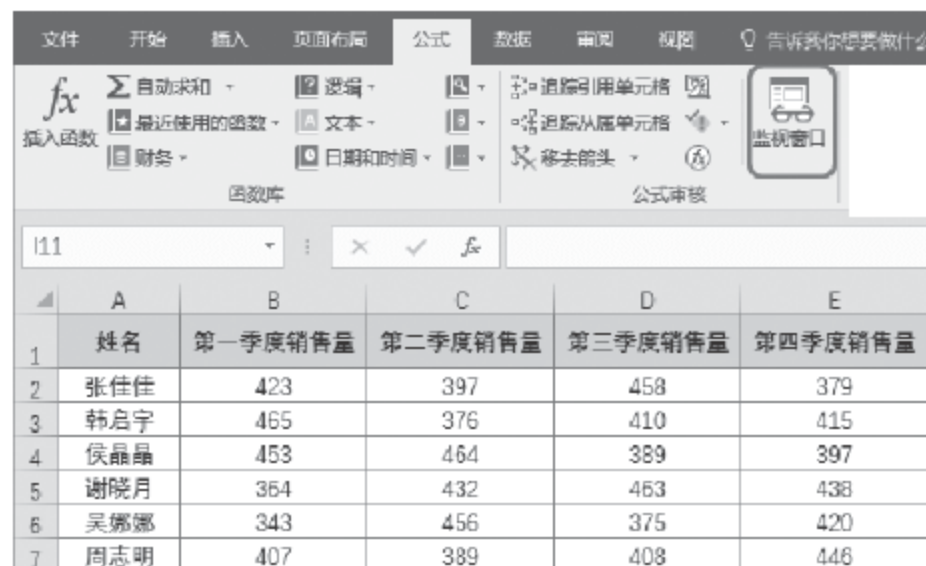 文件 开始 插入 页面布局 公式 数据 审阅 视图 告诉我你想要做什么
fx Σ 自动求和 逻辑 追踪引用单元格
插入函数 最近使用的函数 文本 追踪从属单元格 监视窗口
财务 日期和时间 移去箭头
函数库 公式审核
I11 fx
A B C D E
1 姓名 第一季度销售量 第二季度销售量 第三季度销售量 第四季度销售量
2 张佳佳 423 397 458 379
3 韩启宇 465 376 410 415
4 侯晶晶 453 464 389 397
5 谢晓月 364 432 463 438
6 吴娜娜 343 456 375 420
7 周志明 407 389 408 446